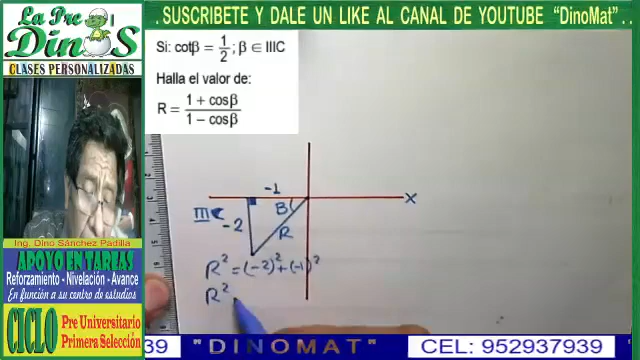 . SUSCRIBETE Y DALE UN LIKE AL CANAL DE YOUTUBE “DinoMat” .
La Pre
DinoS
CLASES PERSONALIZADAS
Si: cotβ = 1/2 ; β ∈ IIIC
Halla el valor de:
R = (1 + cosβ)/(1 − cosβ)
-1
x
IIIC
-2
B
R
R² = (-2)² + (-1)²
R²
Ing. Dino Sánchez Padilla
APOYO EN TAREAS
Reforzamiento - Nivelación - Avance
En función a su centro de estudios
CICLO Pre Universitario
Primera Selección
39
"DINOMAT"
CEL: 952937939